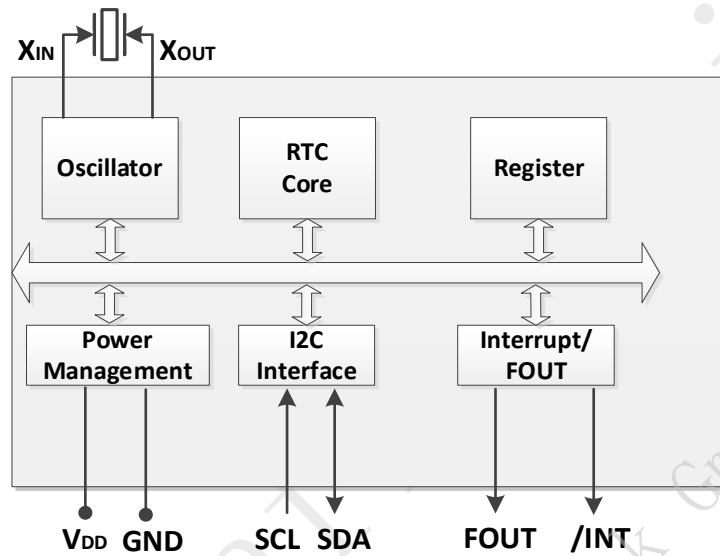 XIN
XOUT
Oscillator
RTC
Core
Register
Power
Management
I2C
Interface
Interrupt/
FOUT
VDD
GND
SCL
SDA
FOUT
/INT